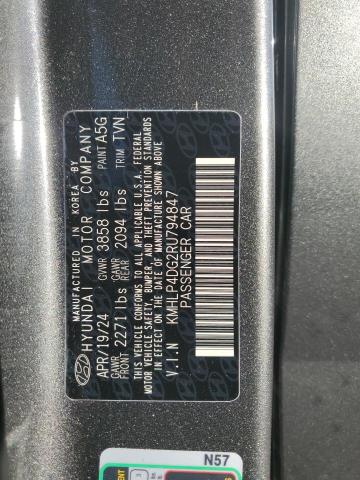 MANUFACTURED IN KOREA BY
HYUNDAI MOTOR COMPANY
APR/19/24 GVWR 3858 lbs PAINT A5G
GAWR FRONT 2271 lbs GAWR REAR 2094 lbs TRIM TVN
THIS VEHICLE CONFORMS TO ALL APPLICABLE U.S.A. FEDERAL
MOTOR VEHICLE SAFETY, BUMPER, AND THEFT PREVENTION STANDARDS
IN EFFECT ON THE DATE OF MANUFACTURE SHOWN ABOVE.
V.I.N KMHLP4DG2RU794847
PASSENGER CAR
N57